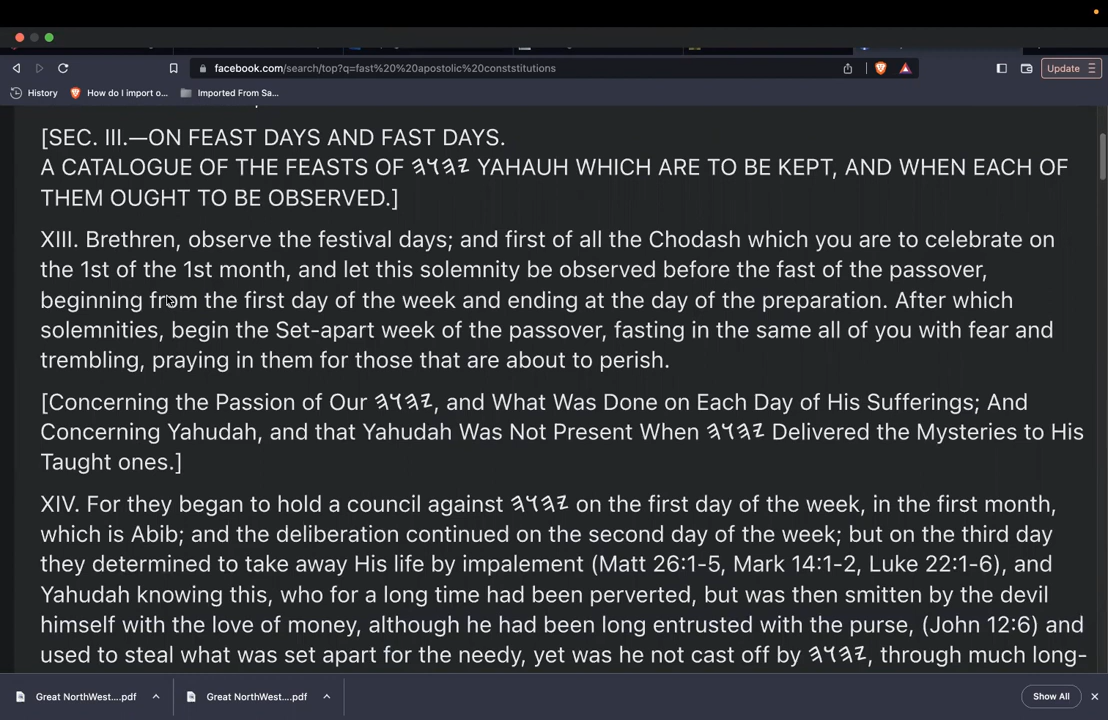 facebook.com/search/top?q=fast%20%20apostolic%20conststitutions
Update
History
How do I import o...
Imported From Sa...
[SEC. III.—ON FEAST DAYS AND FAST DAYS.
A CATALOGUE OF THE FEASTS OF 𐤉𐤄𐤅𐤄 YAHAUH WHICH ARE TO BE KEPT, AND WHEN EACH OF
THEM OUGHT TO BE OBSERVED.]
XIII. Brethren, observe the festival days; and first of all the Chodash which you are to celebrate on
the 1st of the 1st month, and let this solemnity be observed before the fast of the passover,
beginning from the first day of the week and ending at the day of the preparation. After which
solemnities, begin the Set-apart week of the passover, fasting in the same all of you with fear and
trembling, praying in them for those that are about to perish.
[Concerning the Passion of Our 𐤉𐤄𐤅𐤄, and What Was Done on Each Day of His Sufferings; And
Concerning Yahudah, and that Yahudah Was Not Present When 𐤉𐤄𐤅𐤄 Delivered the Mysteries to His
Taught ones.]
XIV. For they began to hold a council against 𐤉𐤄𐤅𐤄 on the first day of the week, in the first month,
which is Abib; and the deliberation continued on the second day of the week; but on the third day
they determined to take away His life by impalement (Matt 26:1-5, Mark 14:1-2, Luke 22:1-6), and
Yahudah knowing this, who for a long time had been perverted, but was then smitten by the devil
himself with the love of money, although he had been long entrusted with the purse, (John 12:6) and
used to steal what was set apart for the needy, yet was he not cast off by 𐤉𐤄𐤅𐤄, through much long-
Great NorthWest....pdf
Great NorthWest....pdf
Show All